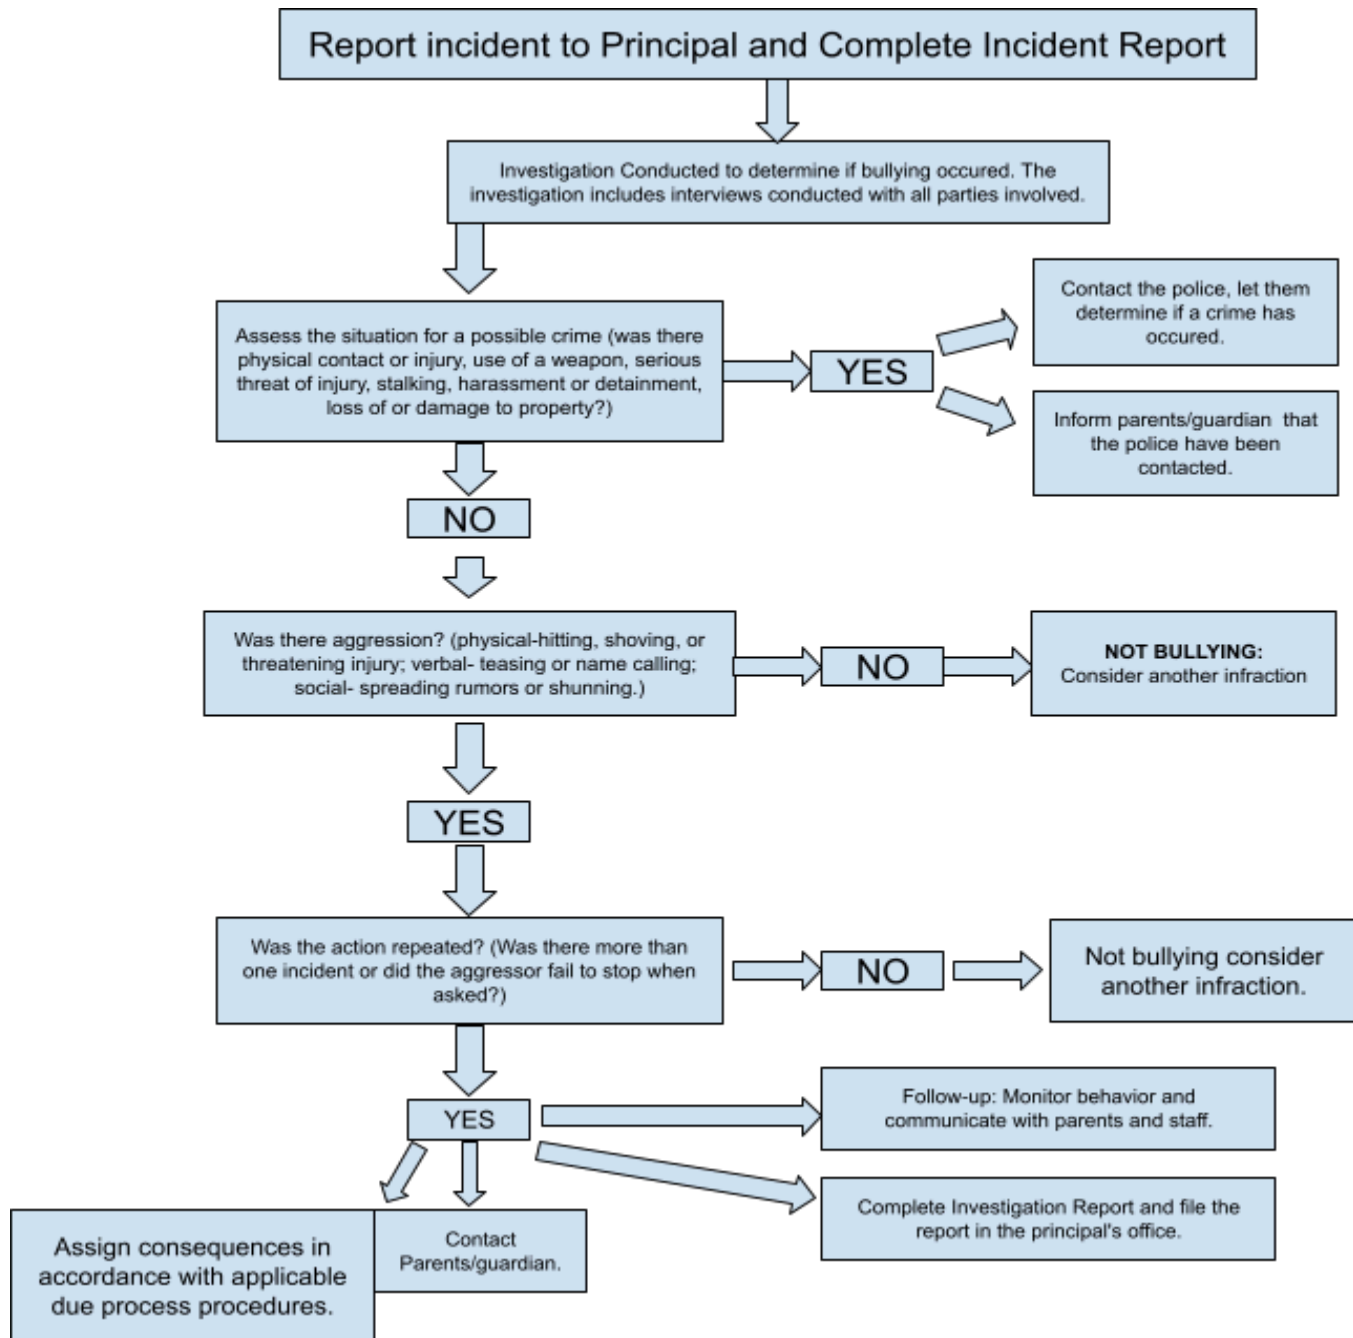 Report incident to Principal and Complete Incident Report
Investigation Conducted to determine if bullying occured. The
investigation includes interviews conducted with all parties involved.
Assess the situation for a possible crime (was there
physical contact or injury, use of a weapon, serious
threat of injury, stalking, harassment or detainment,
loss of or damage to property?)
YES
Contact the police, let them
determine if a crime has
occured.
Inform parents/guardian that
the police have been
contacted.
NO
Was there aggression? (physical-hitting, shoving, or
threatening injury; verbal- teasing or name calling;
social- spreading rumors or shunning.)
NO
NOT BULLYING:
Consider another infraction
YES
Was the action repeated? (Was there more than
one incident or did the aggressor fail to stop when
asked?)
NO
Not bullying consider
another infraction.
YES
Follow-up: Monitor behavior and
communicate with parents and staff.
Complete Investigation Report and file the
report in the principal's office.
Assign consequences in
accordance with applicable
due process procedures.
Contact
Parents/guardian.